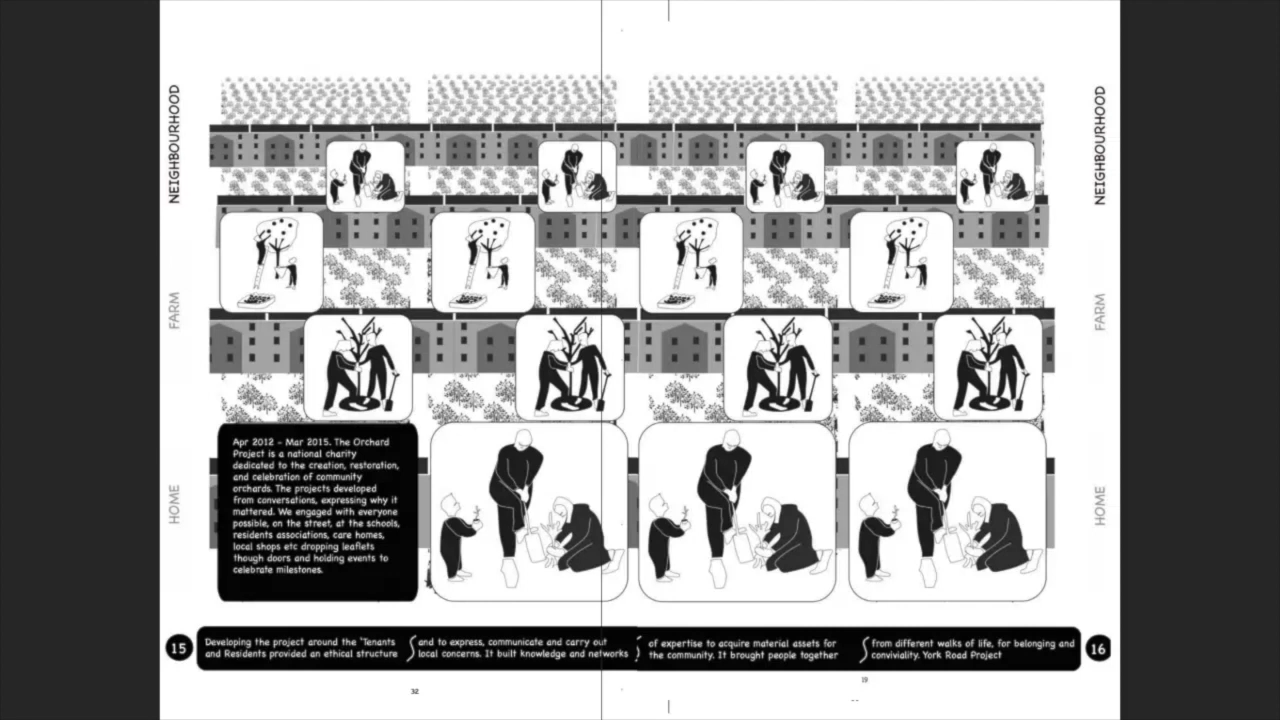 NEIGHBOURHOOD
FARM
HOME
NEIGHBOURHOOD
FARM
HOME
Apr 2012 - Mar 2015. The Orchard
Project is a national charity
dedicated to the creation, restoration,
and celebration of community
orchards. The projects developed
from conversations, expressing why it
mattered. We engaged with everyone
possible, on the street, at the schools,
residents associations, care homes,
local shops etc dropping leaflets
though doors and holding events to
celebrate milestones.
15
Developing the project around the 'Tenants
and Residents provided an ethical structure
and to express, communicate and carry out
local concerns. It built knowledge and networks
of expertise to acquire material assets for
the community. It brought people together
from different walks of life, for belonging and
conviviality. York Road Project
16
32
19